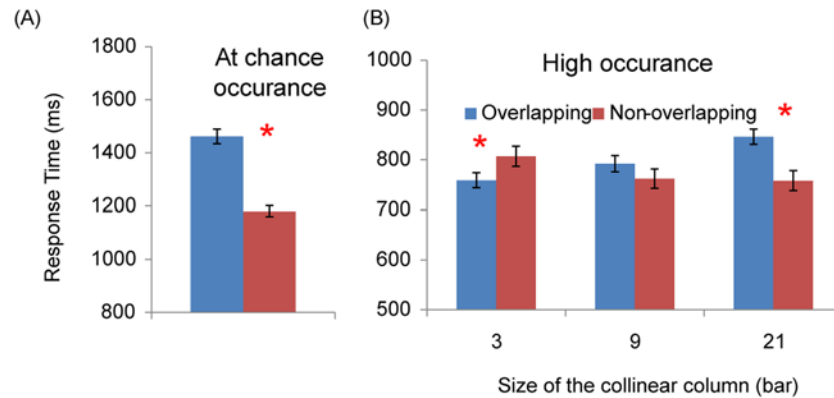 (A)
At chance
occurance
Response Time (ms)
1800
1600
1400
1200
1000
800
*
(B)
High occurance
Overlapping Non-overlapping
1000
900
800
700
600
500
* *
3 9 21
Size of the collinear column (bar)